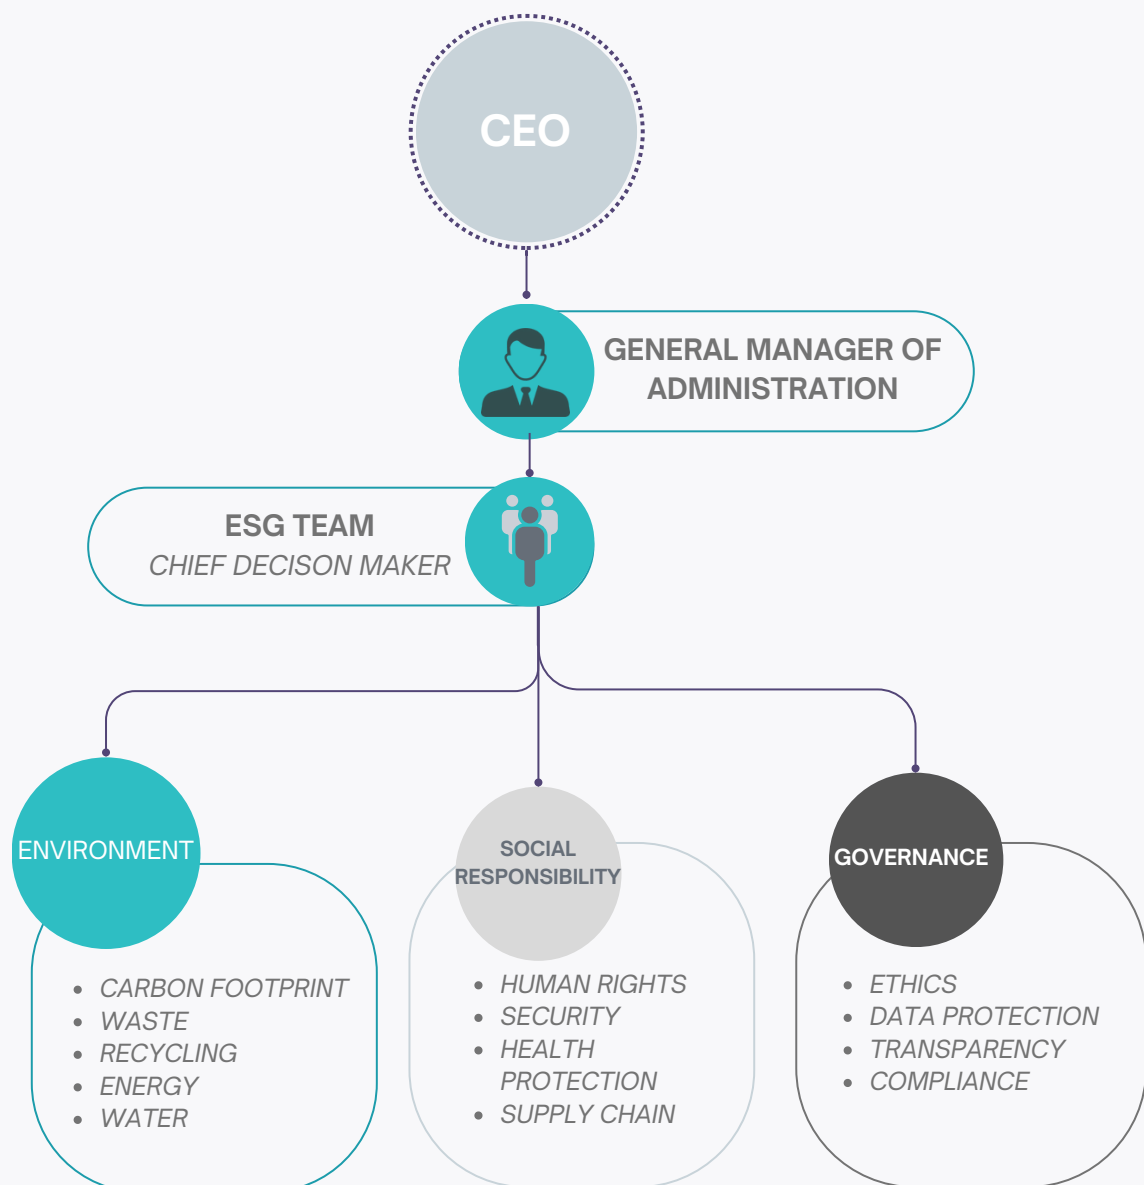 CEO
GENERAL MANAGER OF
ADMINISTRATION
ESG TEAM
CHIEF DECISON MAKER
ENVIRONMENT
• CARBON FOOTPRINT
• WASTE
• RECYCLING
• ENERGY
• WATER
SOCIAL
RESPONSIBILITY
• HUMAN RIGHTS
• SECURITY
• HEALTH
PROTECTION
• SUPPLY CHAIN
GOVERNANCE
• ETHICS
• DATA PROTECTION
• TRANSPARENCY
• COMPLIANCE